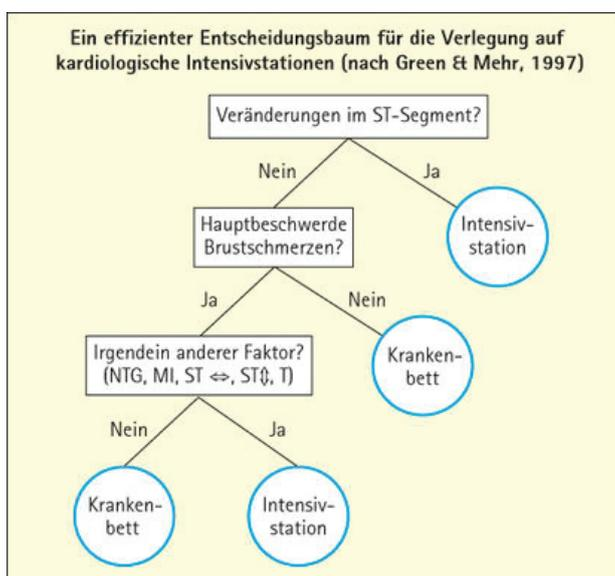 Ein effizienter Entscheidungsbaum für die Verlegung auf
kardiologische Intensivstationen (nach Green & Mehr, 1997)
Veränderungen im ST-Segment?
Nein
Ja
Hauptbeschwerde
Brustschmerzen?
Intensiv-
station
Ja
Nein
Irgendein anderer Faktor?
(NTG, MI, ST ⇔, ST⇕, T)
Kranken-
bett
Nein
Ja
Kranken-
bett
Intensiv-
station